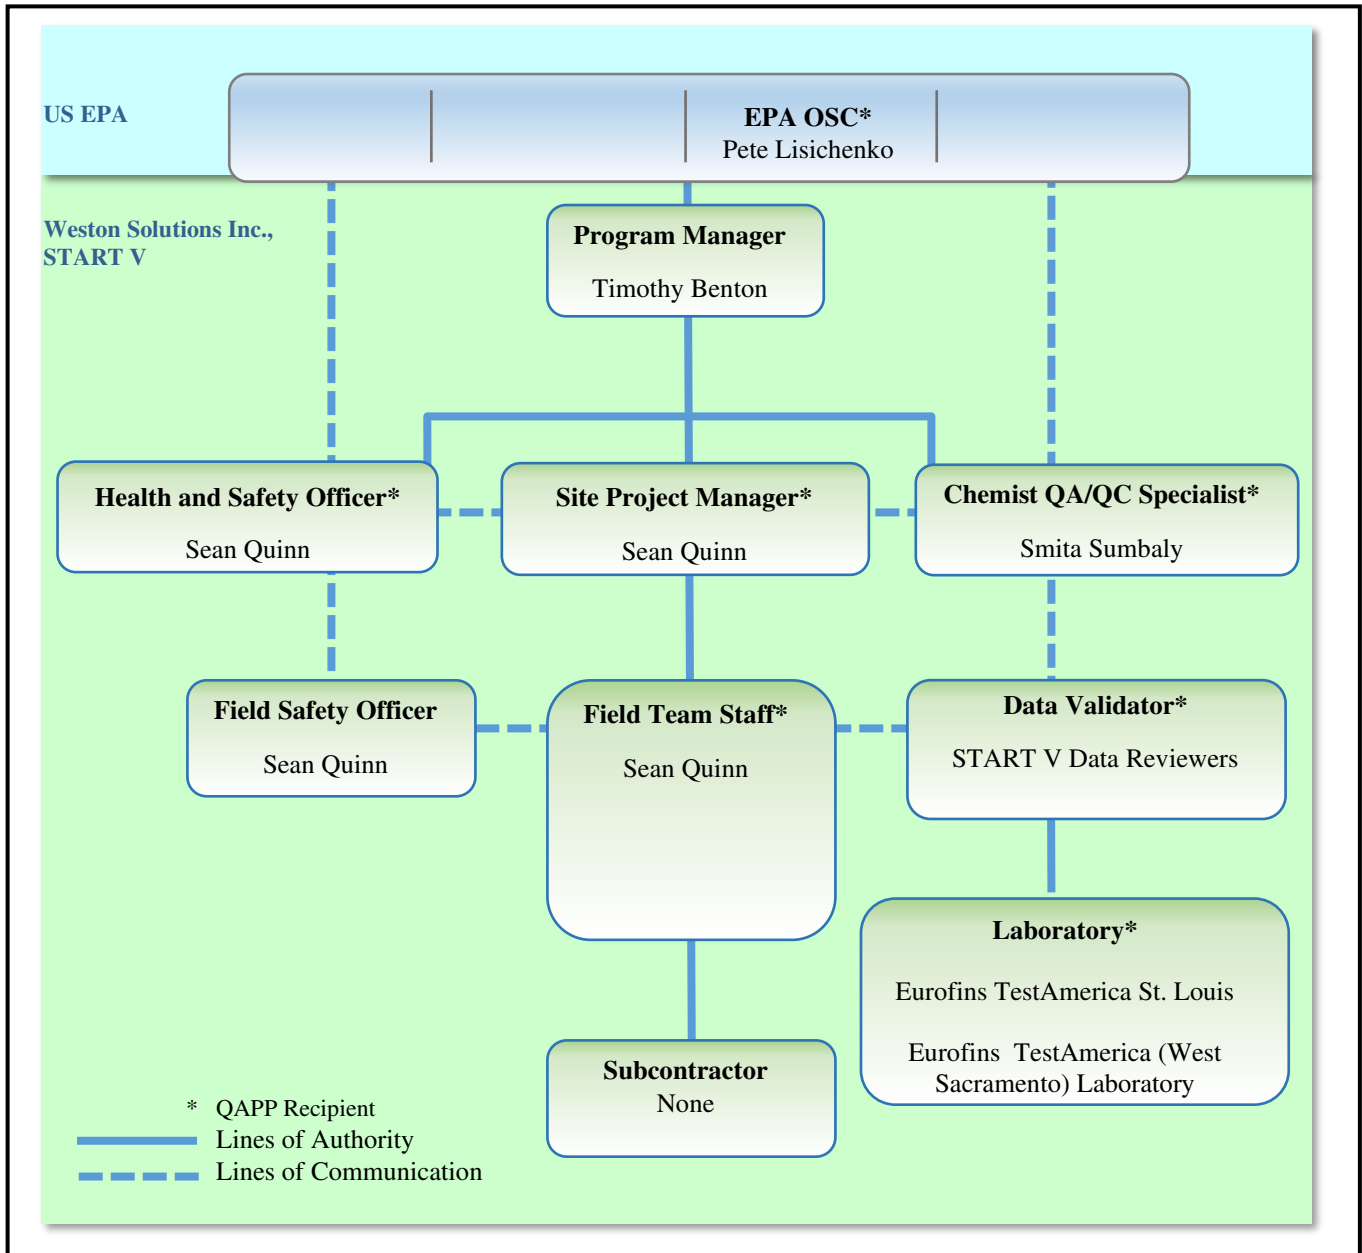 US EPA
EPA OSC*
Pete Lisichenko
Weston Solutions Inc.,
START V
Program Manager
Timothy Benton
Health and Safety Officer*
Sean Quinn
Site Project Manager*
Sean Quinn
Chemist QA/QC Specialist*
Smita Sumbaly
Field Safety Officer
Sean Quinn
Field Team Staff*
Sean Quinn
Data Validator*
START V Data Reviewers
Laboratory*
Eurofins TestAmerica St. Louis
Eurofins TestAmerica (West
Sacramento) Laboratory
Subcontractor
None
* QAPP Recipient
Lines of Authority
Lines of Communication